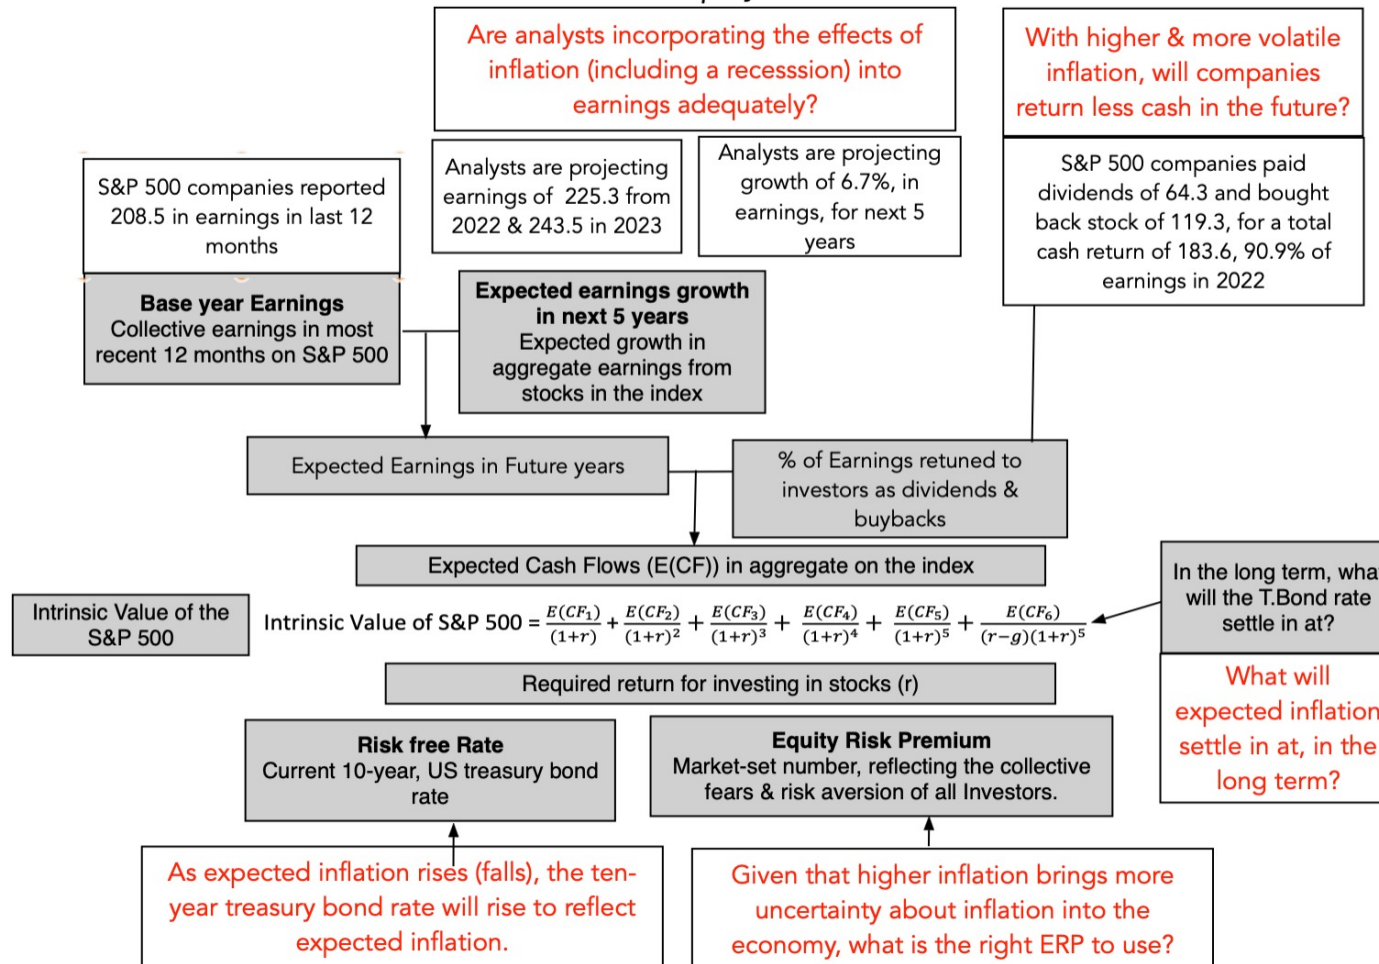 Are analysts incorporating the effects of
inflation (including a recesssion) into
earnings adequately?
With higher & more volatile
inflation, will companies
return less cash in the future?
S&P 500 companies reported
208.5 in earnings in last 12
months
Analysts are projecting
earnings of 225.3 from
2022 & 243.5 in 2023
Analysts are projecting
growth of 6.7%, in
earnings, for next 5
years
S&P 500 companies paid
dividends of 64.3 and bought
back stock of 119.3, for a total
cash return of 183.6, 90.9% of
earnings in 2022
Base year Earnings
Collective earnings in most
recent 12 months on S&P 500
Expected earnings growth
in next 5 years
Expected growth in
aggregate earnings from
stocks in the index
Expected Earnings in Future years
% of Earnings retuned to
investors as dividends &
buybacks
Expected Cash Flows (E(CF)) in aggregate on the index
Intrinsic Value of the
S&P 500
Intrinsic Value of S&P 500 = E(CF₁)/(1+r) + E(CF₂)/(1+r)² + E(CF₃)/(1+r)³ + E(CF₄)/(1+r)⁴ + E(CF₅)/(1+r)⁵ + E(CF₆)/(r−g)(1+r)⁵
In the long term, wha
will the T.Bond rate
settle in at?
What will
expected inflation
settle in at, in the
long term?
Required return for investing in stocks (r)
Risk free Rate
Current 10-year, US treasury bond
rate
Equity Risk Premium
Market-set number, reflecting the collective
fears & risk aversion of all Investors.
As expected inflation rises (falls), the ten-
year treasury bond rate will rise to reflect
expected inflation.
Given that higher inflation brings more
uncertainty about inflation into the
economy, what is the right ERP to use?